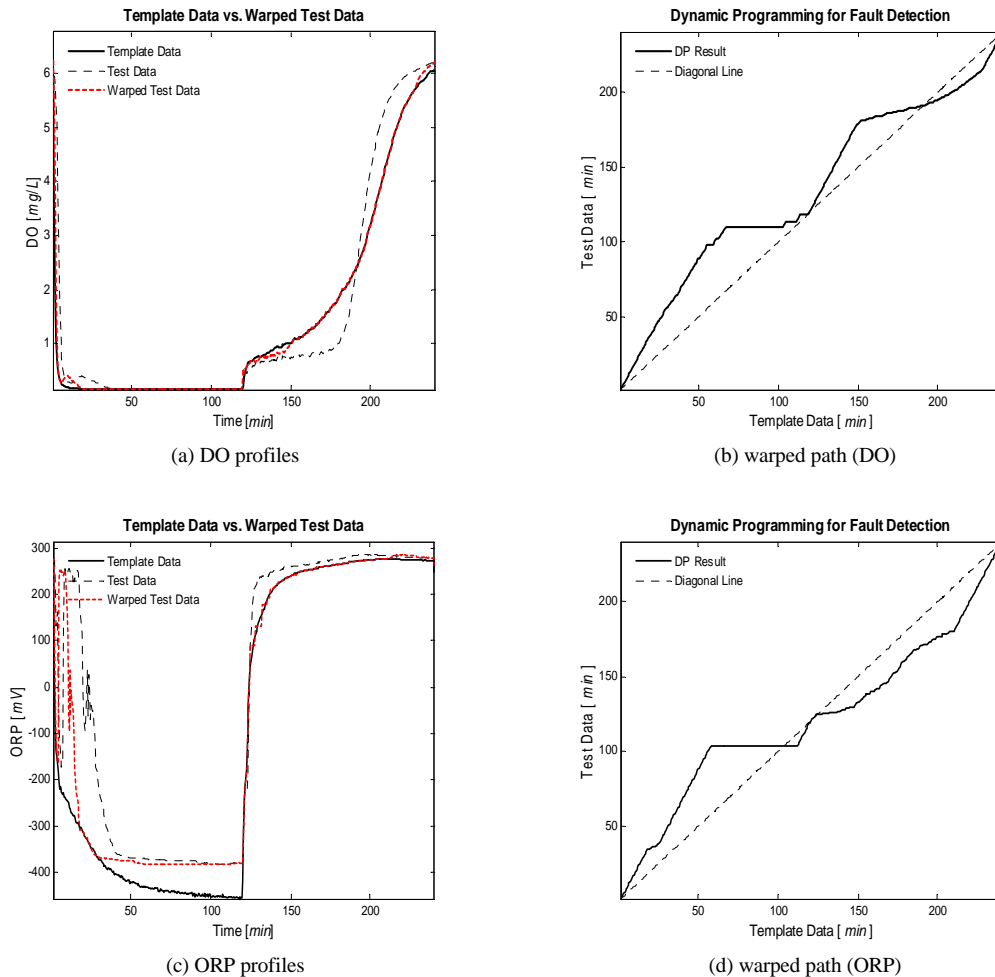 Template Data vs. Warped Test Data
Template Data
Test Data
Warped Test Data
6
5
4
3
2
1
DO [mg/L]
50
100
150
200
Time [min]
(a) DO profiles
Dynamic Programming for Fault Detection
DP Result
Diagonal Line
200
150
100
50
Test Data [ min ]
50
100
150
200
Template Data [ min ]
(b) warped path (DO)
Template Data vs. Warped Test Data
Template Data
Test Data
Warped Test Data
300
200
100
0
-100
-200
-300
-400
ORP [ mV]
50
100
150
200
Time [min]
(c) ORP profiles
Dynamic Programming for Fault Detection
DP Result
Diagonal Line
200
150
100
50
Test Data [ min ]
50
100
150
200
Template Data [ min ]
(d) warped path (ORP)